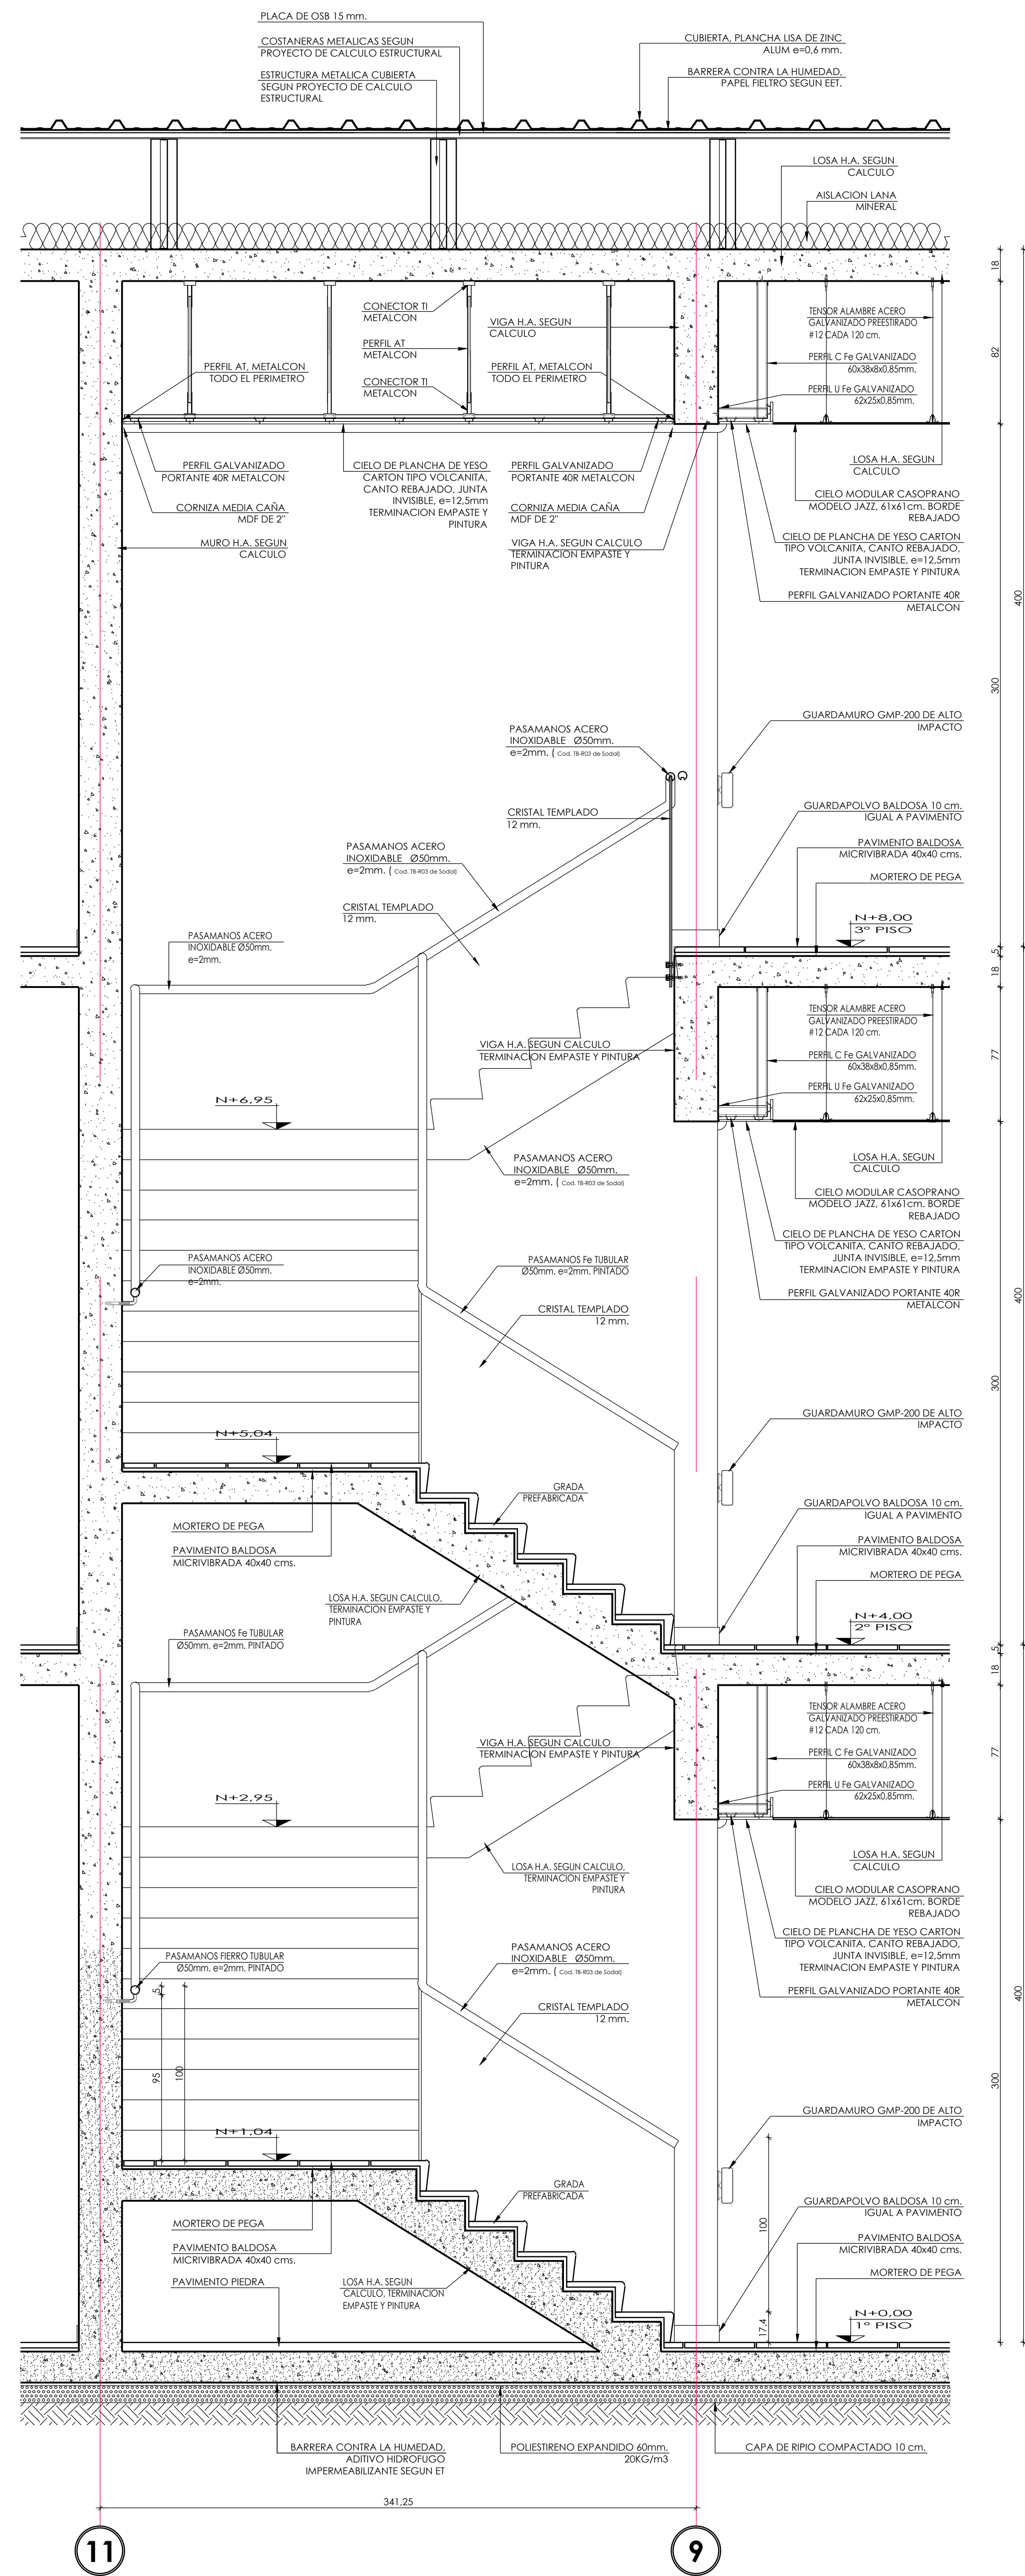 PLACA DE OSB 15 mm.
COSTANERAS METALICAS SEGUN
PROYECTO DE CALCULO ESTRUCTURAL
ESTRUCTURA METALICA CUBIERTA
SEGUN PROYECTO DE CALCULO
ESTRUCTURAL
CUBIERTA, PLANCHA LISA DE ZINC
ALUM e=0,6 mm.
BARRERA CONTRA LA HUMEDAD,
PAPEL FIELTRO SEGUN EET.
LOSA H.A. SEGUN
CALCULO
AISLACION LANA
MINERAL
18
CONECTOR TI
METALCON
PERFIL AT
METALCON
CONECTOR TI
METALCON
VIGA H.A. SEGUN
CALCULO
PERFIL AT, METALCON
TODO EL PERIMETRO
PERFIL AT, METALCON
TODO EL PERIMETRO
TENSOR ALAMBRE ACERO
GALVANIZADO PREESTIRADO
#12 CADA 120 cm.
PERFIL C Fe GALVANIZADO
60x38x8x0,85mm.
PERFIL U Fe GALVANIZADO
62x25x0,85mm.
82
PERFIL GALVANIZADO
PORTANTE 40R METALCON
CORNIZA MEDIA CAÑA
MDF DE 2"
MURO H.A. SEGUN
CALCULO
CIELO DE PLANCHA DE YESO
CARTON TIPO VOLCANITA,
CANTO REBAJADO, JUNTA
INVISIBLE, e=12,5mm
TERMINACION EMPASTE Y
PINTURA
PERFIL GALVANIZADO
PORTANTE 40R METALCON
CORNIZA MEDIA CAÑA
MDF DE 2"
VIGA H.A. SEGUN CALCULO
TERMINACION EMPASTE Y
PINTURA
LOSA H.A. SEGUN
CALCULO
CIELO MODULAR CASOPRANO
MODELO JAZZ, 61x61cm. BORDE
REBAJADO
CIELO DE PLANCHA DE YESO CARTON
TIPO VOLCANITA, CANTO REBAJADO,
JUNTA INVISIBLE, e=12,5mm
TERMINACION EMPASTE Y PINTURA
PERFIL GALVANIZADO PORTANTE 40R
METALCON
400
300
GUARDAMURO GMP-200 DE ALTO
IMPACTO
PASAMANOS ACERO
INOXIDABLE Ø50mm.
e=2mm. ( Cod. TB-R03 de Sodal)
CRISTAL TEMPLADO
12 mm.
GUARDAPOLVO BALDOSA 10 cm.
IGUAL A PAVIMENTO
PAVIMENTO BALDOSA
MICRIVIBRADA 40x40 cms.
MORTERO DE PEGA
PASAMANOS ACERO
INOXIDABLE Ø50mm.
e=2mm. ( Cod. TB-R03 de Sodal)
CRISTAL TEMPLADO
12 mm.
PASAMANOS ACERO
INOXIDABLE Ø50mm.
e=2mm.
N+8,00
3º PISO
5
18
TENSOR ALAMBRE ACERO
GALVANIZADO PREESTIRADO
#12 CADA 120 cm.
PERFIL C Fe GALVANIZADO
60x38x8x0,85mm.
PERFIL U Fe GALVANIZADO
62x25x0,85mm.
77
VIGA H.A. SEGUN CALCULO
TERMINACION EMPASTE Y PINTURA
N+6,95
PASAMANOS ACERO
INOXIDABLE Ø50mm.
e=2mm. ( Cod. TB-R03 de Sodal)
LOSA H.A. SEGUN
CALCULO
CIELO MODULAR CASOPRANO
MODELO JAZZ, 61x61cm. BORDE
REBAJADO
CIELO DE PLANCHA DE YESO CARTON
TIPO VOLCANITA, CANTO REBAJADO,
JUNTA INVISIBLE, e=12,5mm
TERMINACION EMPASTE Y PINTURA
PERFIL GALVANIZADO PORTANTE 40R
METALCON
PASAMANOS ACERO
INOXIDABLE Ø50mm.
e=2mm.
PASAMANOS Fe TUBULAR
Ø50mm. e=2mm. PINTADO
CRISTAL TEMPLADO
12 mm.
400
300
GUARDAMURO GMP-200 DE ALTO
IMPACTO
N+5,04
GRADA
PREFABRICADA
GUARDAPOLVO BALDOSA 10 cm.
IGUAL A PAVIMENTO
PAVIMENTO BALDOSA
MICRIVIBRADA 40x40 cms.
MORTERO DE PEGA
MORTERO DE PEGA
PAVIMENTO BALDOSA
MICRIVIBRADA 40x40 cms.
LOSA H.A. SEGUN CALCULO,
TERMINACION EMPASTE Y
PINTURA
N+4,00
2º PISO
PASAMANOS Fe TUBULAR
Ø50mm. e=2mm. PINTADO
5
18
TENSOR ALAMBRE ACERO
GALVANIZADO PREESTIRADO
#12 CADA 120 cm.
PERFIL C Fe GALVANIZADO
60x38x8x0,85mm.
PERFIL U Fe GALVANIZADO
62x25x0,85mm.
77
VIGA H.A. SEGUN CALCULO
TERMINACION EMPASTE Y PINTURA
N+2,95
LOSA H.A. SEGUN CALCULO,
TERMINACION EMPASTE Y
PINTURA
LOSA H.A. SEGUN
CALCULO
CIELO MODULAR CASOPRANO
MODELO JAZZ, 61x61cm. BORDE
REBAJADO
CIELO DE PLANCHA DE YESO CARTON
TIPO VOLCANITA, CANTO REBAJADO,
JUNTA INVISIBLE, e=12,5mm
TERMINACION EMPASTE Y PINTURA
PERFIL GALVANIZADO PORTANTE 40R
METALCON
PASAMANOS FIERRO TUBULAR
Ø50mm. e=2mm. PINTADO
PASAMANOS ACERO
INOXIDABLE Ø50mm.
e=2mm. ( Cod. TB-R03 de Sodal)
CRISTAL TEMPLADO
12 mm.
5
95
100
400
300
N+1,04
GUARDAMURO GMP-200 DE ALTO
IMPACTO
GRADA
PREFABRICADA
100
17,4
GUARDAPOLVO BALDOSA 10 cm.
IGUAL A PAVIMENTO
PAVIMENTO BALDOSA
MICRIVIBRADA 40x40 cms.
MORTERO DE PEGA
MORTERO DE PEGA
PAVIMENTO BALDOSA
MICRIVIBRADA 40x40 cms.
PAVIMENTO PIEDRA
LOSA H.A. SEGUN
CALCULO, TERMINACION
EMPASTE Y PINTURA
N+0,00
1º PISO
BARRERA CONTRA LA HUMEDAD,
ADITIVO HIDROFUGO
IMPERMEABILIZANTE SEGUN ET
POLIESTIRENO EXPANDIDO 60mm.
20KG/m3
CAPA DE RIPIO COMPACTADO 10 cm.
341,25
11
9